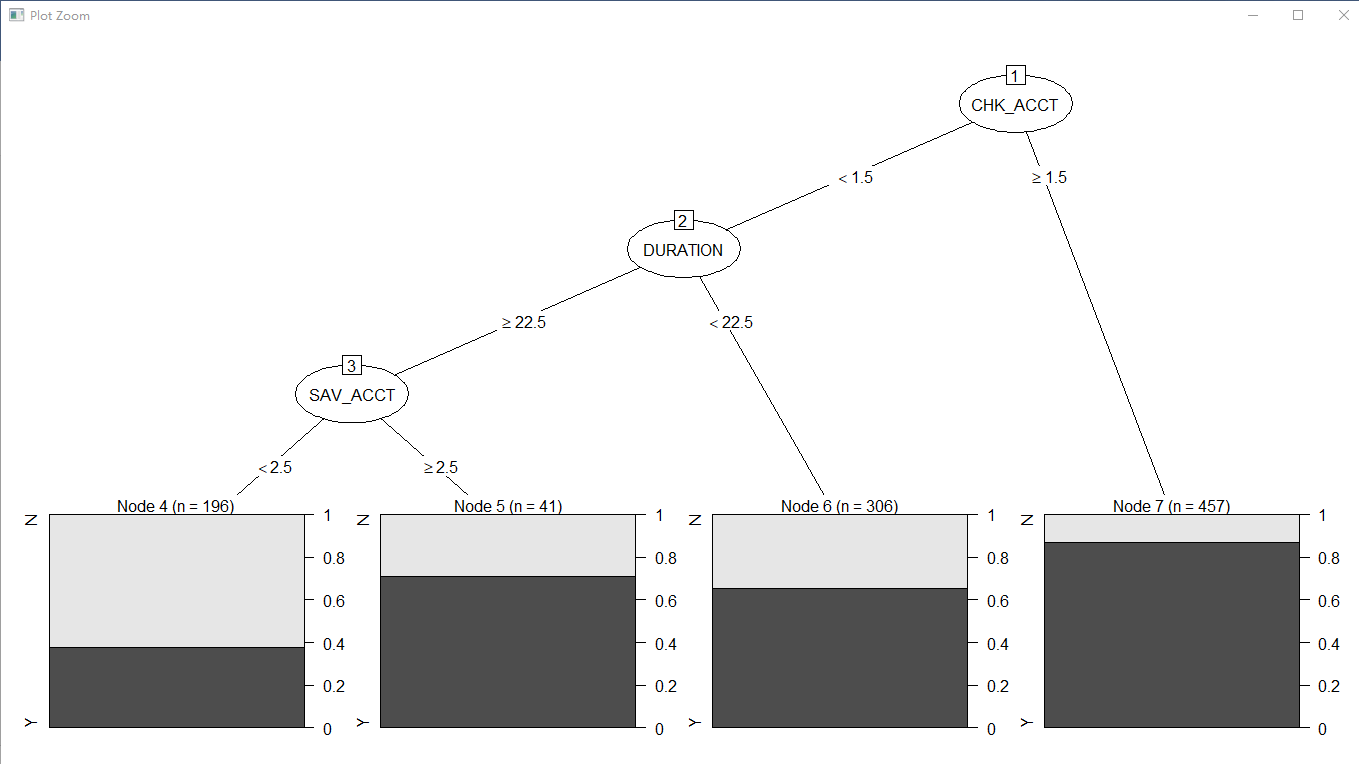 Plot Zoom
1
CHK_ACCT
< 1.5
≥ 1.5
2
DURATION
≥ 22.5
< 22.5
3
SAV_ACCT
< 2.5
≥ 2.5
Node 4 (n = 196)
N
Y
1
0.8
0.6
0.4
0.2
0
Node 5 (n = 41)
N
Y
1
0.8
0.6
0.4
0.2
0
Node 6 (n = 306)
N
Y
1
0.8
0.6
0.4
0.2
0
Node 7 (n = 457)
N
Y
1
0.8
0.6
0.4
0.2
0